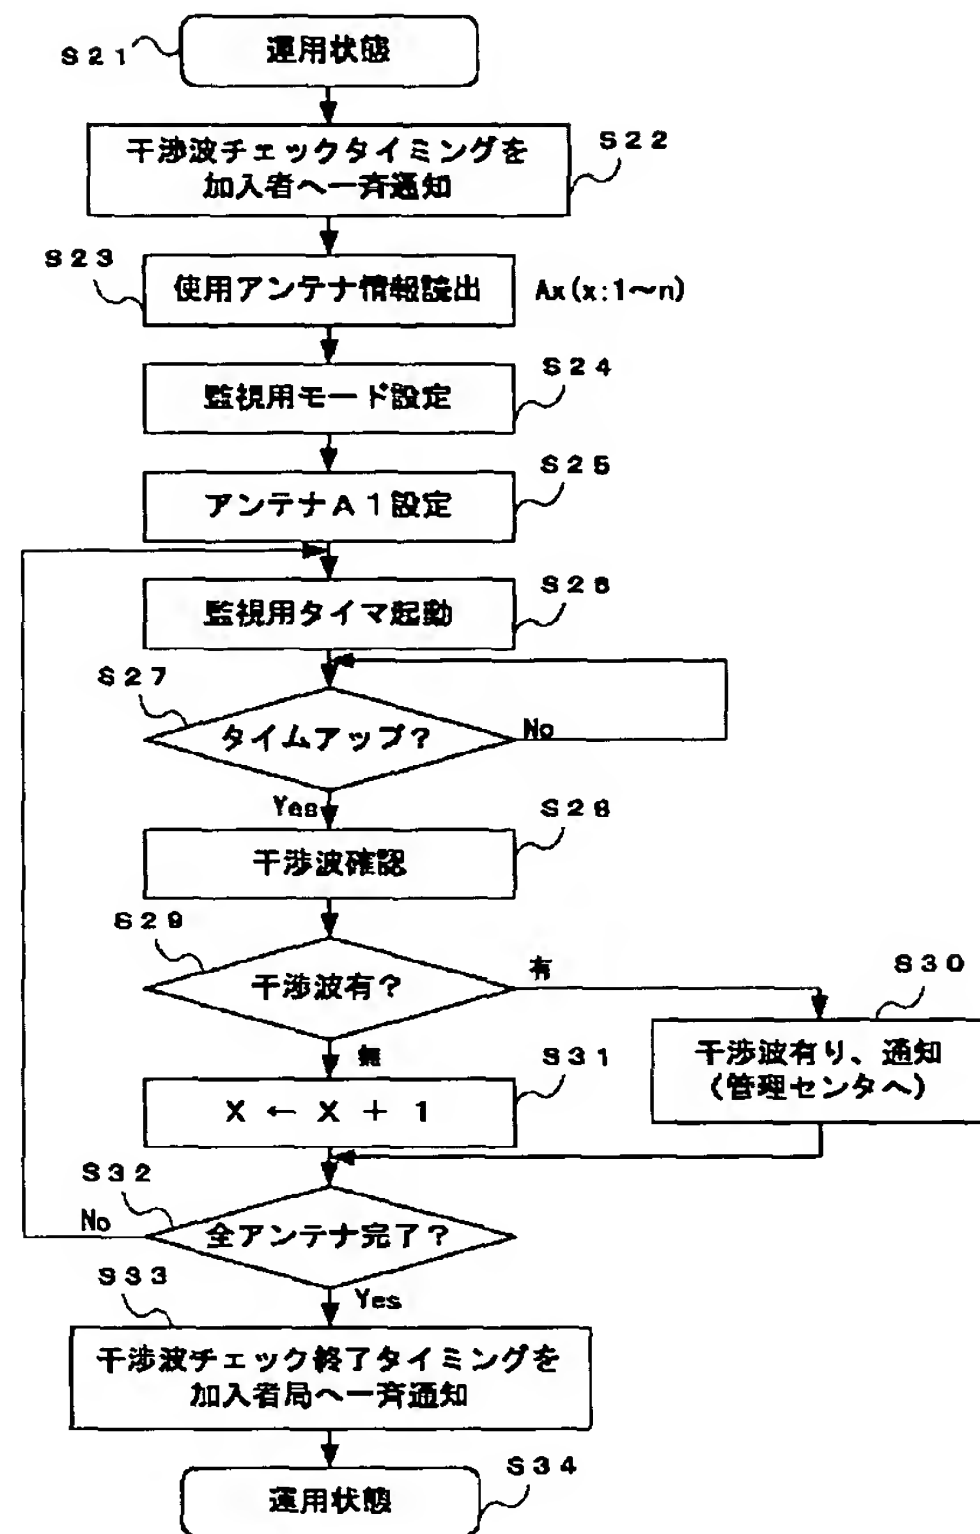 S21
運用状態
干渉波チェックタイミングを
加入者へ一斉通知
S22
S23
使用アンテナ情報読出
Ax(x:1～n)
S24
監視用モード設定
S25
アンテナA1設定
S26
監視用タイマ起動
S27
タイムアップ?
No
Yes
S28
干渉波確認
S29
干渉波有?
有
S30
干渉波有り、通知
(管理センタへ)
無
S31
X ← X + 1
S32
No
全アンテナ完了?
S33
Yes
干渉波チェック終了タイミングを
加入者局へ一斉通知
S34
運用状態